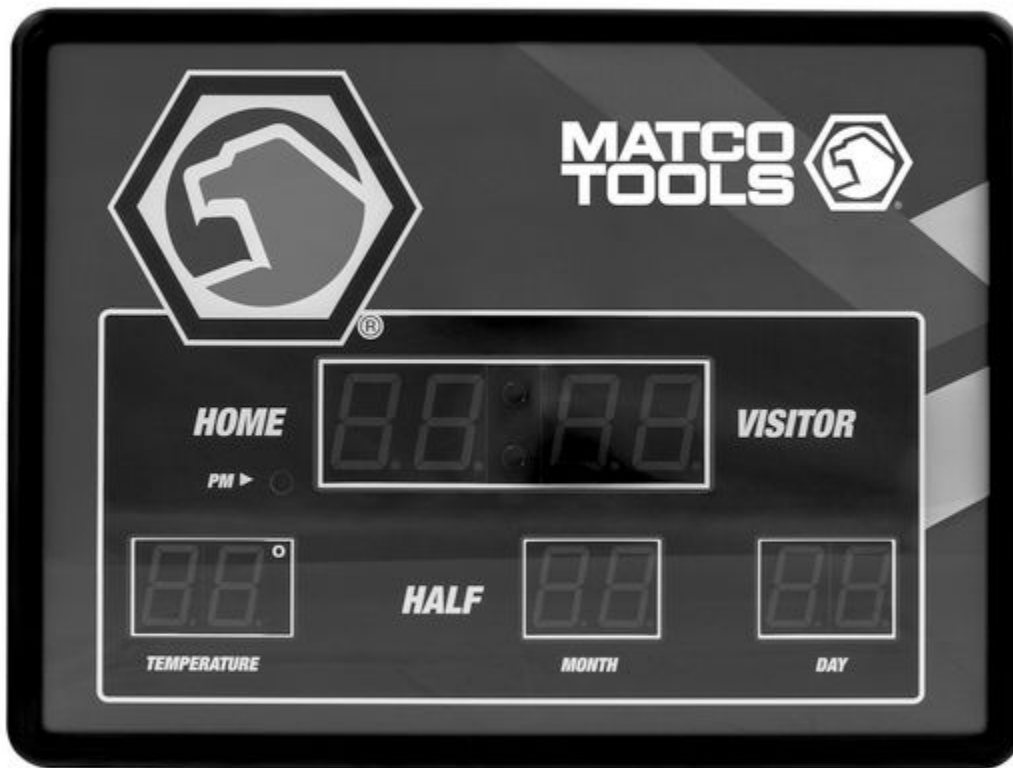 MATCO
TOOLS
®
HOME
VISITOR
PM ▶
HALF
TEMPERATURE
MONTH
DAY